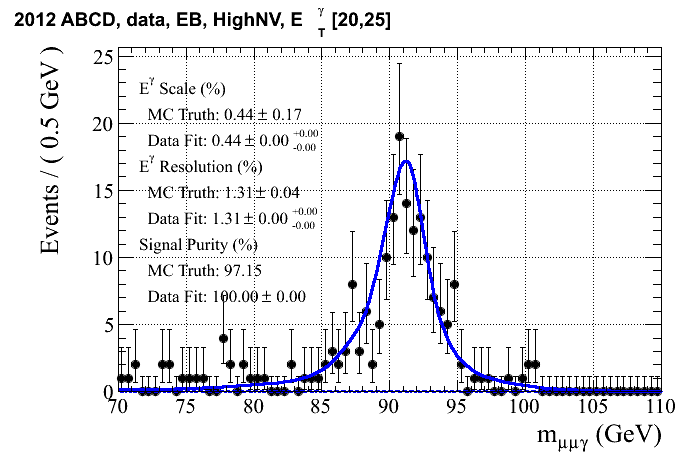 2012 ABCD, data, EB, HighNV, E_T^γ [20,25]
Events / ( 0.5 GeV )
25
20
15
10
5
0
E^γ Scale (%)
MC Truth: 0.44 ± 0.17
Data Fit: 0.44 ± 0.00 +0.00 -0.00
E^γ Resolution (%)
MC Truth: 1.31 ± 0.04
Data Fit: 1.31 ± 0.00 +0.00 -0.00
Signal Purity (%)
MC Truth: 97.15
Data Fit: 100.00 ± 0.00
70 75 80 85 90 95 100 105 110
m_μμγ (GeV)